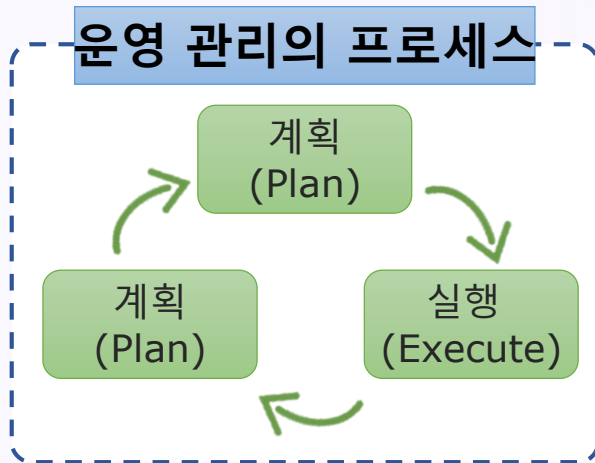 운영 관리의 프로세스
계획
(Plan)
계획
(Plan)
실행
(Execute)